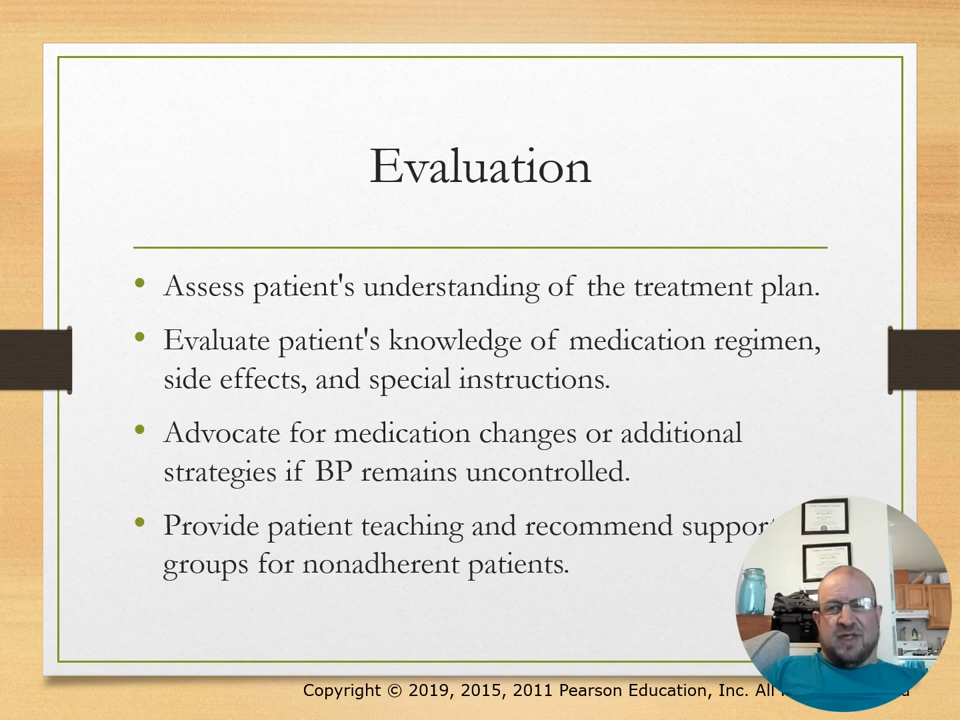 Evaluation
• Assess patient's understanding of the treatment plan.
• Evaluate patient's knowledge of medication regimen,
side effects, and special instructions.
• Advocate for medication changes or additional
strategies if BP remains uncontrolled.
• Provide patient teaching and recommend support
groups for nonadherent patients.
Copyright © 2019, 2015, 2011 Pearson Education, Inc. All